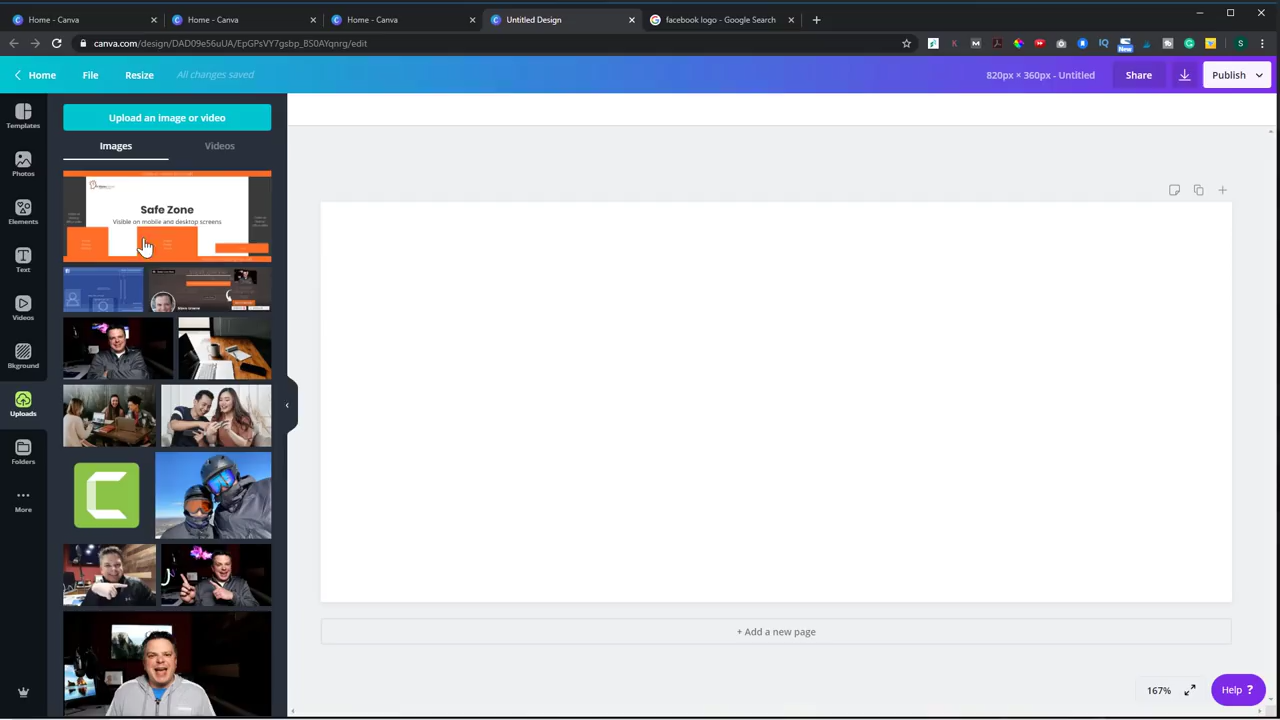 Home - Canva
Home - Canva
Home - Canva
Untitled Design
facebook logo - Google Search
canva.com/design/DAD09e56uUA/EpGPsVY7gsbp_BS0AYqnrg/edit
Home
File
Resize
All changes saved
820px × 360px - Untitled
Share
Publish
Templates
Photos
Elements
Text
Videos
Bkground
Uploads
Folders
More
Upload an image or video
Images
Videos
Safe Zone
Visible on mobile and desktop screens
+ Add a new page
167%
Help ?